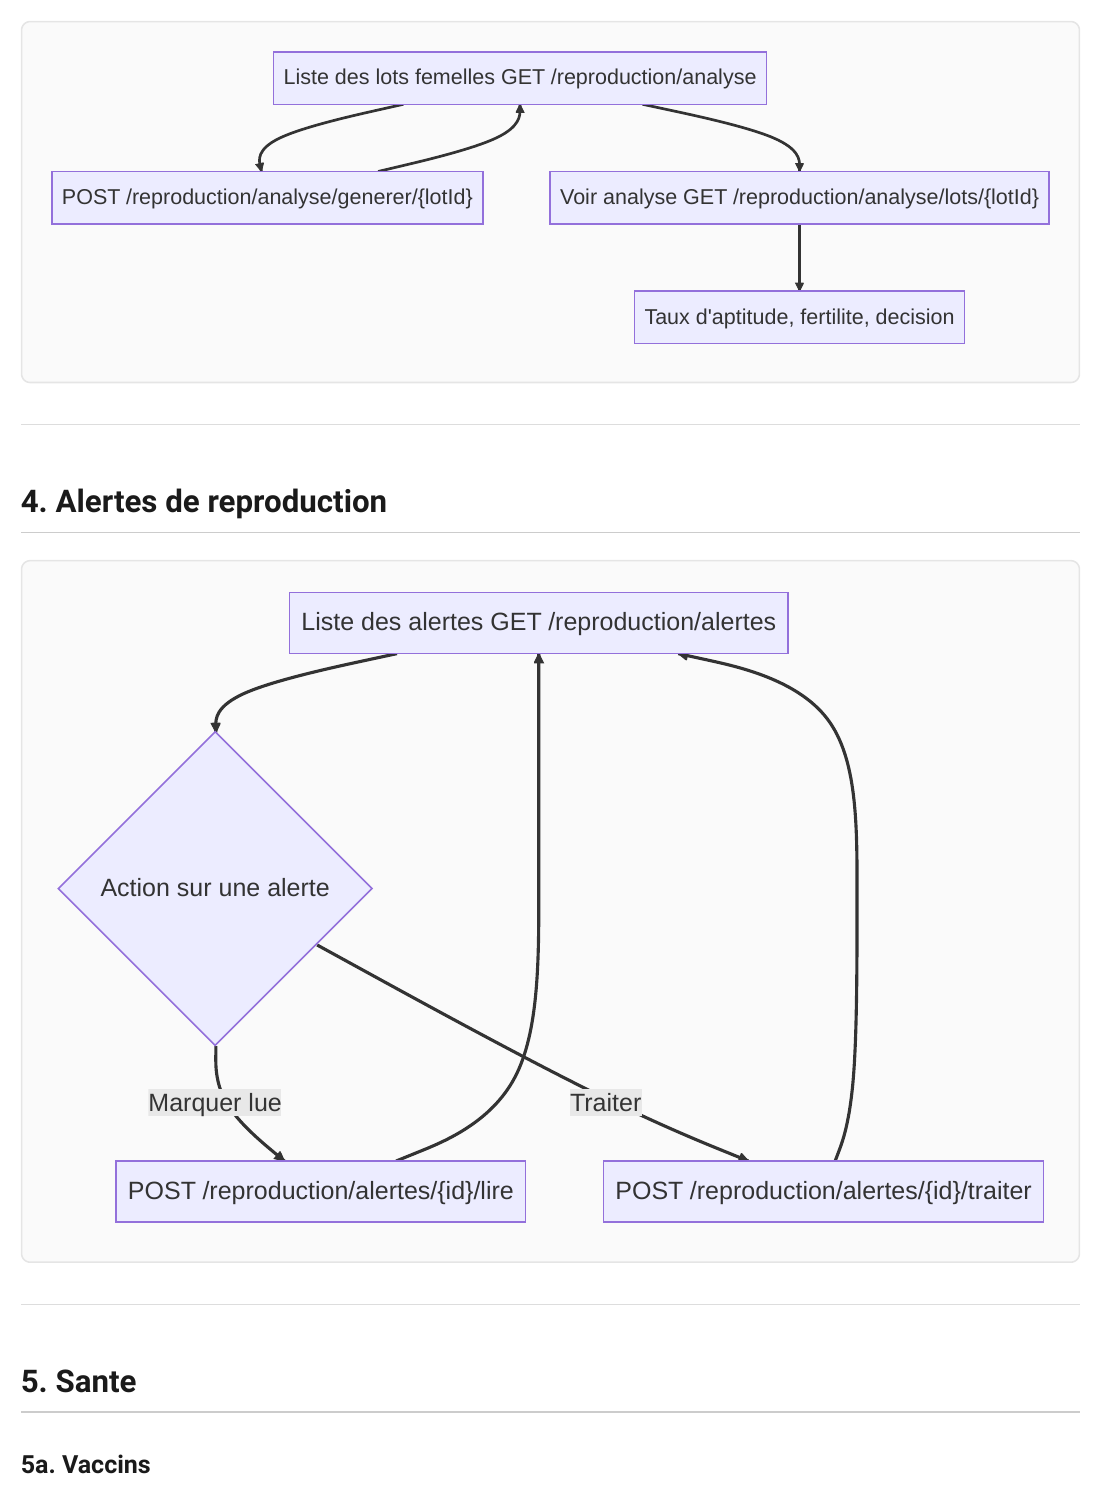 Liste des lots femelles GET /reproduction/analyse
POST /reproduction/analyse/generer/{lotId}
Voir analyse GET /reproduction/analyse/lots/{lotId}
Taux d'aptitude, fertilite, decision
4. Alertes de reproduction
Liste des alertes GET /reproduction/alertes
Action sur une alerte
Marquer lue
Traiter
POST /reproduction/alertes/{id}/lire
POST /reproduction/alertes/{id}/traiter
5. Sante
5a. Vaccins